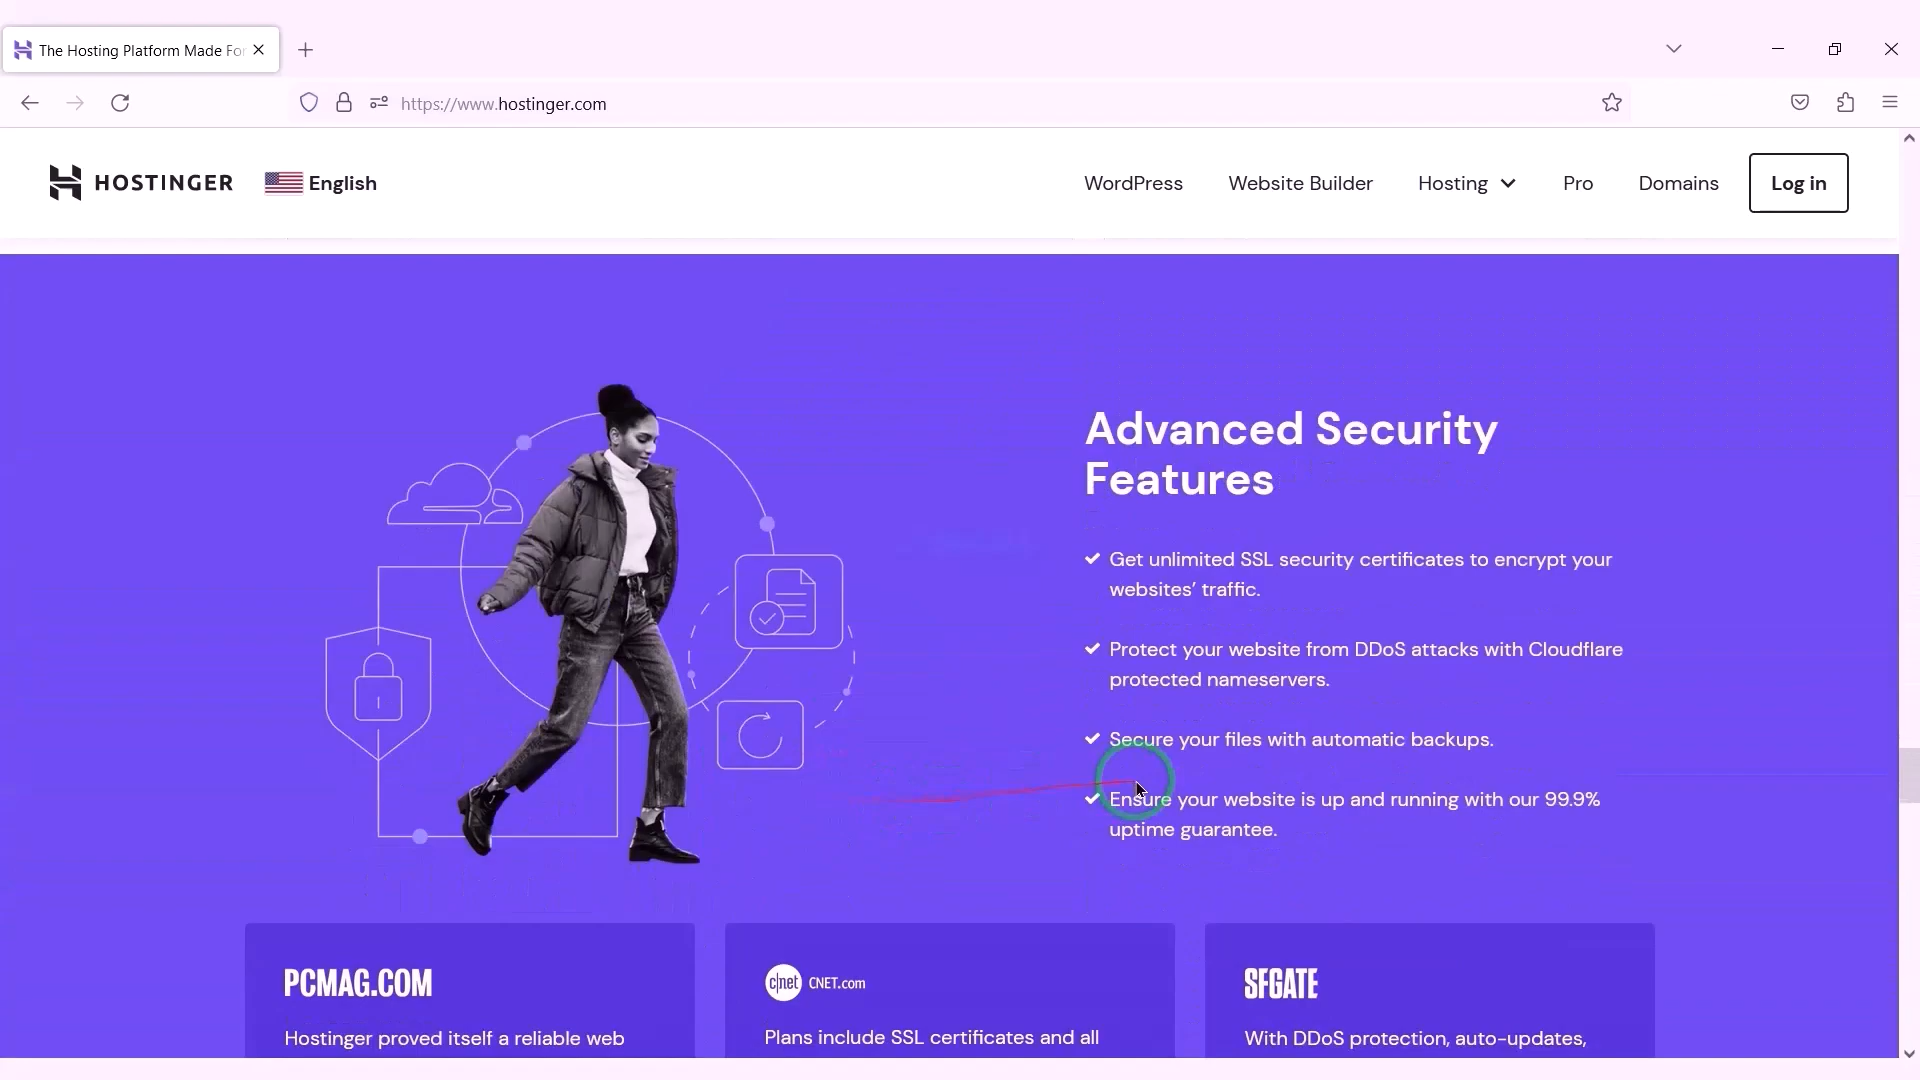 The Hosting Platform Made For
https://www.hostinger.com
HOSTINGER
English
WordPress
Website Builder
Hosting
Pro
Domains
Log in
Advanced Security
Features
Get unlimited SSL security certificates to encrypt your
websites’ traffic.
Protect your website from DDoS attacks with Cloudflare
protected nameservers.
Secure your files with automatic backups.
Ensure your website is up and running with our 99.9%
uptime guarantee.
PCMAG.COM
Hostinger proved itself a reliable web
c|net CNET.com
Plans include SSL certificates and all
SFGATE
With DDoS protection, auto-updates,